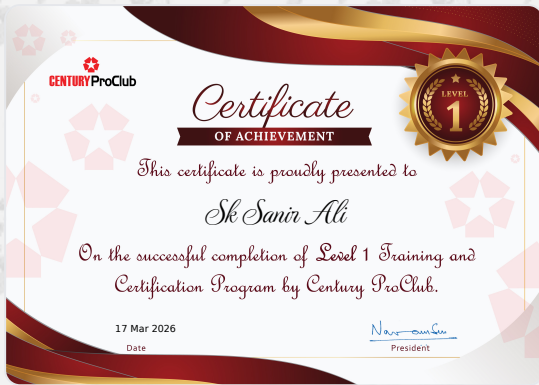 CENTURY ProClub
LEVEL
1
Certificate
OF ACHIEVEMENT
This certificate is proudly presented to
Sk Sanir Ali
On the successful completion of Level 1 Training and
Certification Program by Century ProClub.
17 Mar 2026
Date
President